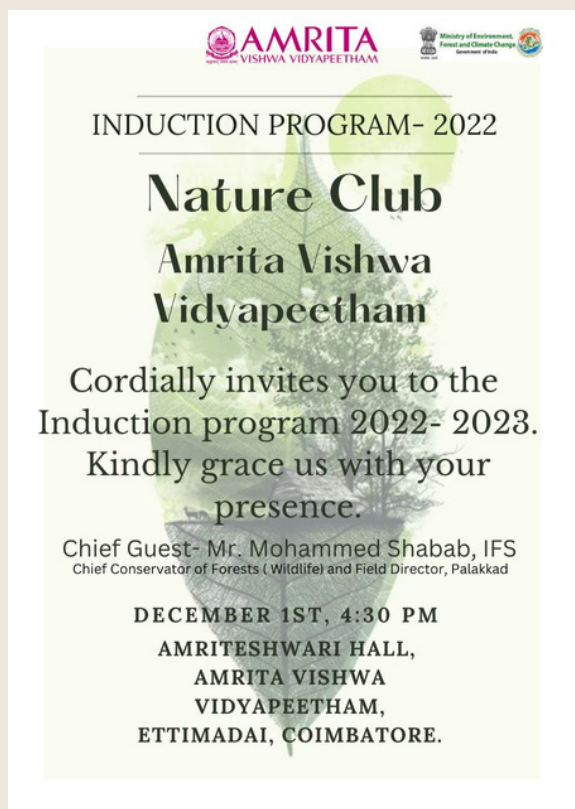 AMRITA
VISHWA VIDYAPEETHAM
Ministry of Environment,
Forest and Climate Change
Government of India
INDUCTION PROGRAM- 2022
Nature Club
Amrita Vishwa
Vidyapeetham
Cordially invites you to the
Induction program 2022- 2023.
Kindly grace us with your
presence.
Chief Guest- Mr. Mohammed Shabab, IFS
Chief Conservator of Forests ( Wildlife) and Field Director, Palakkad
DECEMBER 1ST, 4:30 PM
AMRITESHWARI HALL,
AMRITA VISHWA
VIDYAPEETHAM,
ETTIMADAI, COIMBATORE.